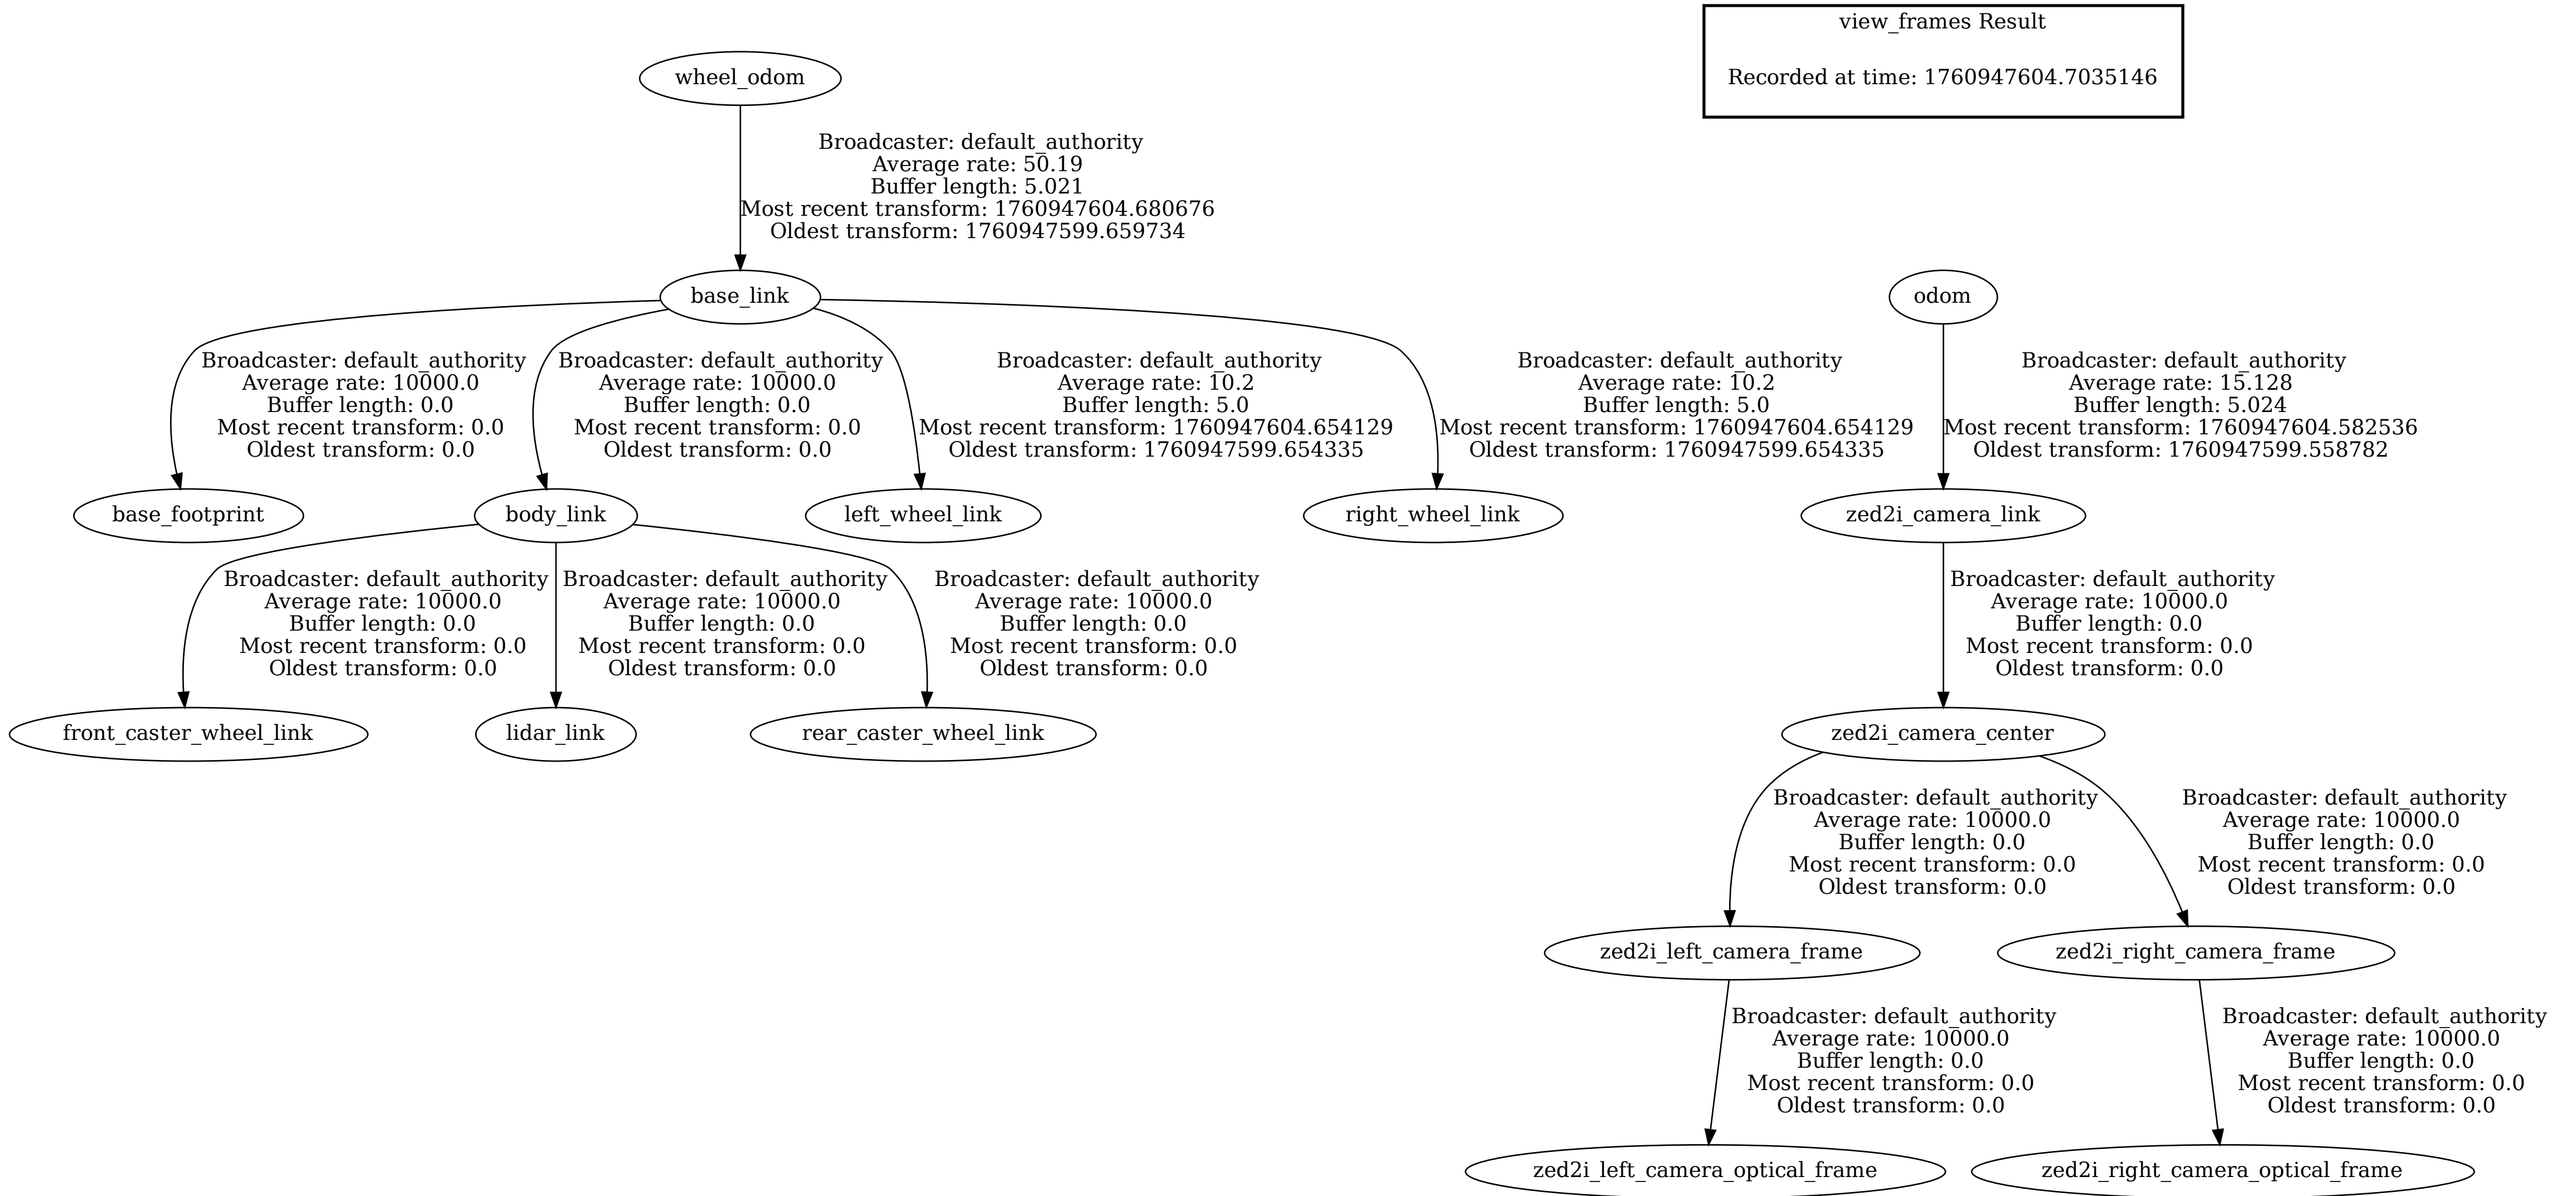 view_frames Result
Recorded at time: 1760947604.7035146
wheel_odom
Broadcaster: default_authority
Average rate: 50.19
Buffer length: 5.021
Most recent transform: 1760947604.680676
Oldest transform: 1760947599.659734
base_link
odom
Broadcaster: default_authority
Average rate: 10000.0
Buffer length: 0.0
Most recent transform: 0.0
Oldest transform: 0.0
Broadcaster: default_authority
Average rate: 10000.0
Buffer length: 0.0
Most recent transform: 0.0
Oldest transform: 0.0
Broadcaster: default_authority
Average rate: 10.2
Buffer length: 5.0
Most recent transform: 1760947604.654129
Oldest transform: 1760947599.654335
Broadcaster: default_authority
Average rate: 10.2
Buffer length: 5.0
Most recent transform: 1760947604.654129
Oldest transform: 1760947599.654335
Broadcaster: default_authority
Average rate: 15.128
Buffer length: 5.024
Most recent transform: 1760947604.582536
Oldest transform: 1760947599.558782
base_footprint
body_link
left_wheel_link
right_wheel_link
zed2i_camera_link
Broadcaster: default_authority
Average rate: 10000.0
Buffer length: 0.0
Most recent transform: 0.0
Oldest transform: 0.0
Broadcaster: default_authority
Average rate: 10000.0
Buffer length: 0.0
Most recent transform: 0.0
Oldest transform: 0.0
Broadcaster: default_authority
Average rate: 10000.0
Buffer length: 0.0
Most recent transform: 0.0
Oldest transform: 0.0
Broadcaster: default_authority
Average rate: 10000.0
Buffer length: 0.0
Most recent transform: 0.0
Oldest transform: 0.0
front_caster_wheel_link
lidar_link
rear_caster_wheel_link
zed2i_camera_center
Broadcaster: default_authority
Average rate: 10000.0
Buffer length: 0.0
Most recent transform: 0.0
Oldest transform: 0.0
Broadcaster: default_authority
Average rate: 10000.0
Buffer length: 0.0
Most recent transform: 0.0
Oldest transform: 0.0
zed2i_left_camera_frame
zed2i_right_camera_frame
Broadcaster: default_authority
Average rate: 10000.0
Buffer length: 0.0
Most recent transform: 0.0
Oldest transform: 0.0
Broadcaster: default_authority
Average rate: 10000.0
Buffer length: 0.0
Most recent transform: 0.0
Oldest transform: 0.0
zed2i_left_camera_optical_frame
zed2i_right_camera_optical_frame